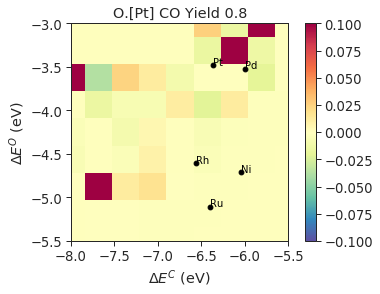 O.[Pt] CO Yield 0.8
−3.0
−3.5
−4.0
−4.5
−5.0
−5.5
ΔE^O (eV)
Pt
Pd
Rh
Ni
Ru
−8.0 −7.5 −7.0 −6.5 −6.0 −5.5
ΔE^C (eV)
0.100
0.075
0.050
0.025
0.000
−0.025
−0.050
−0.075
−0.100